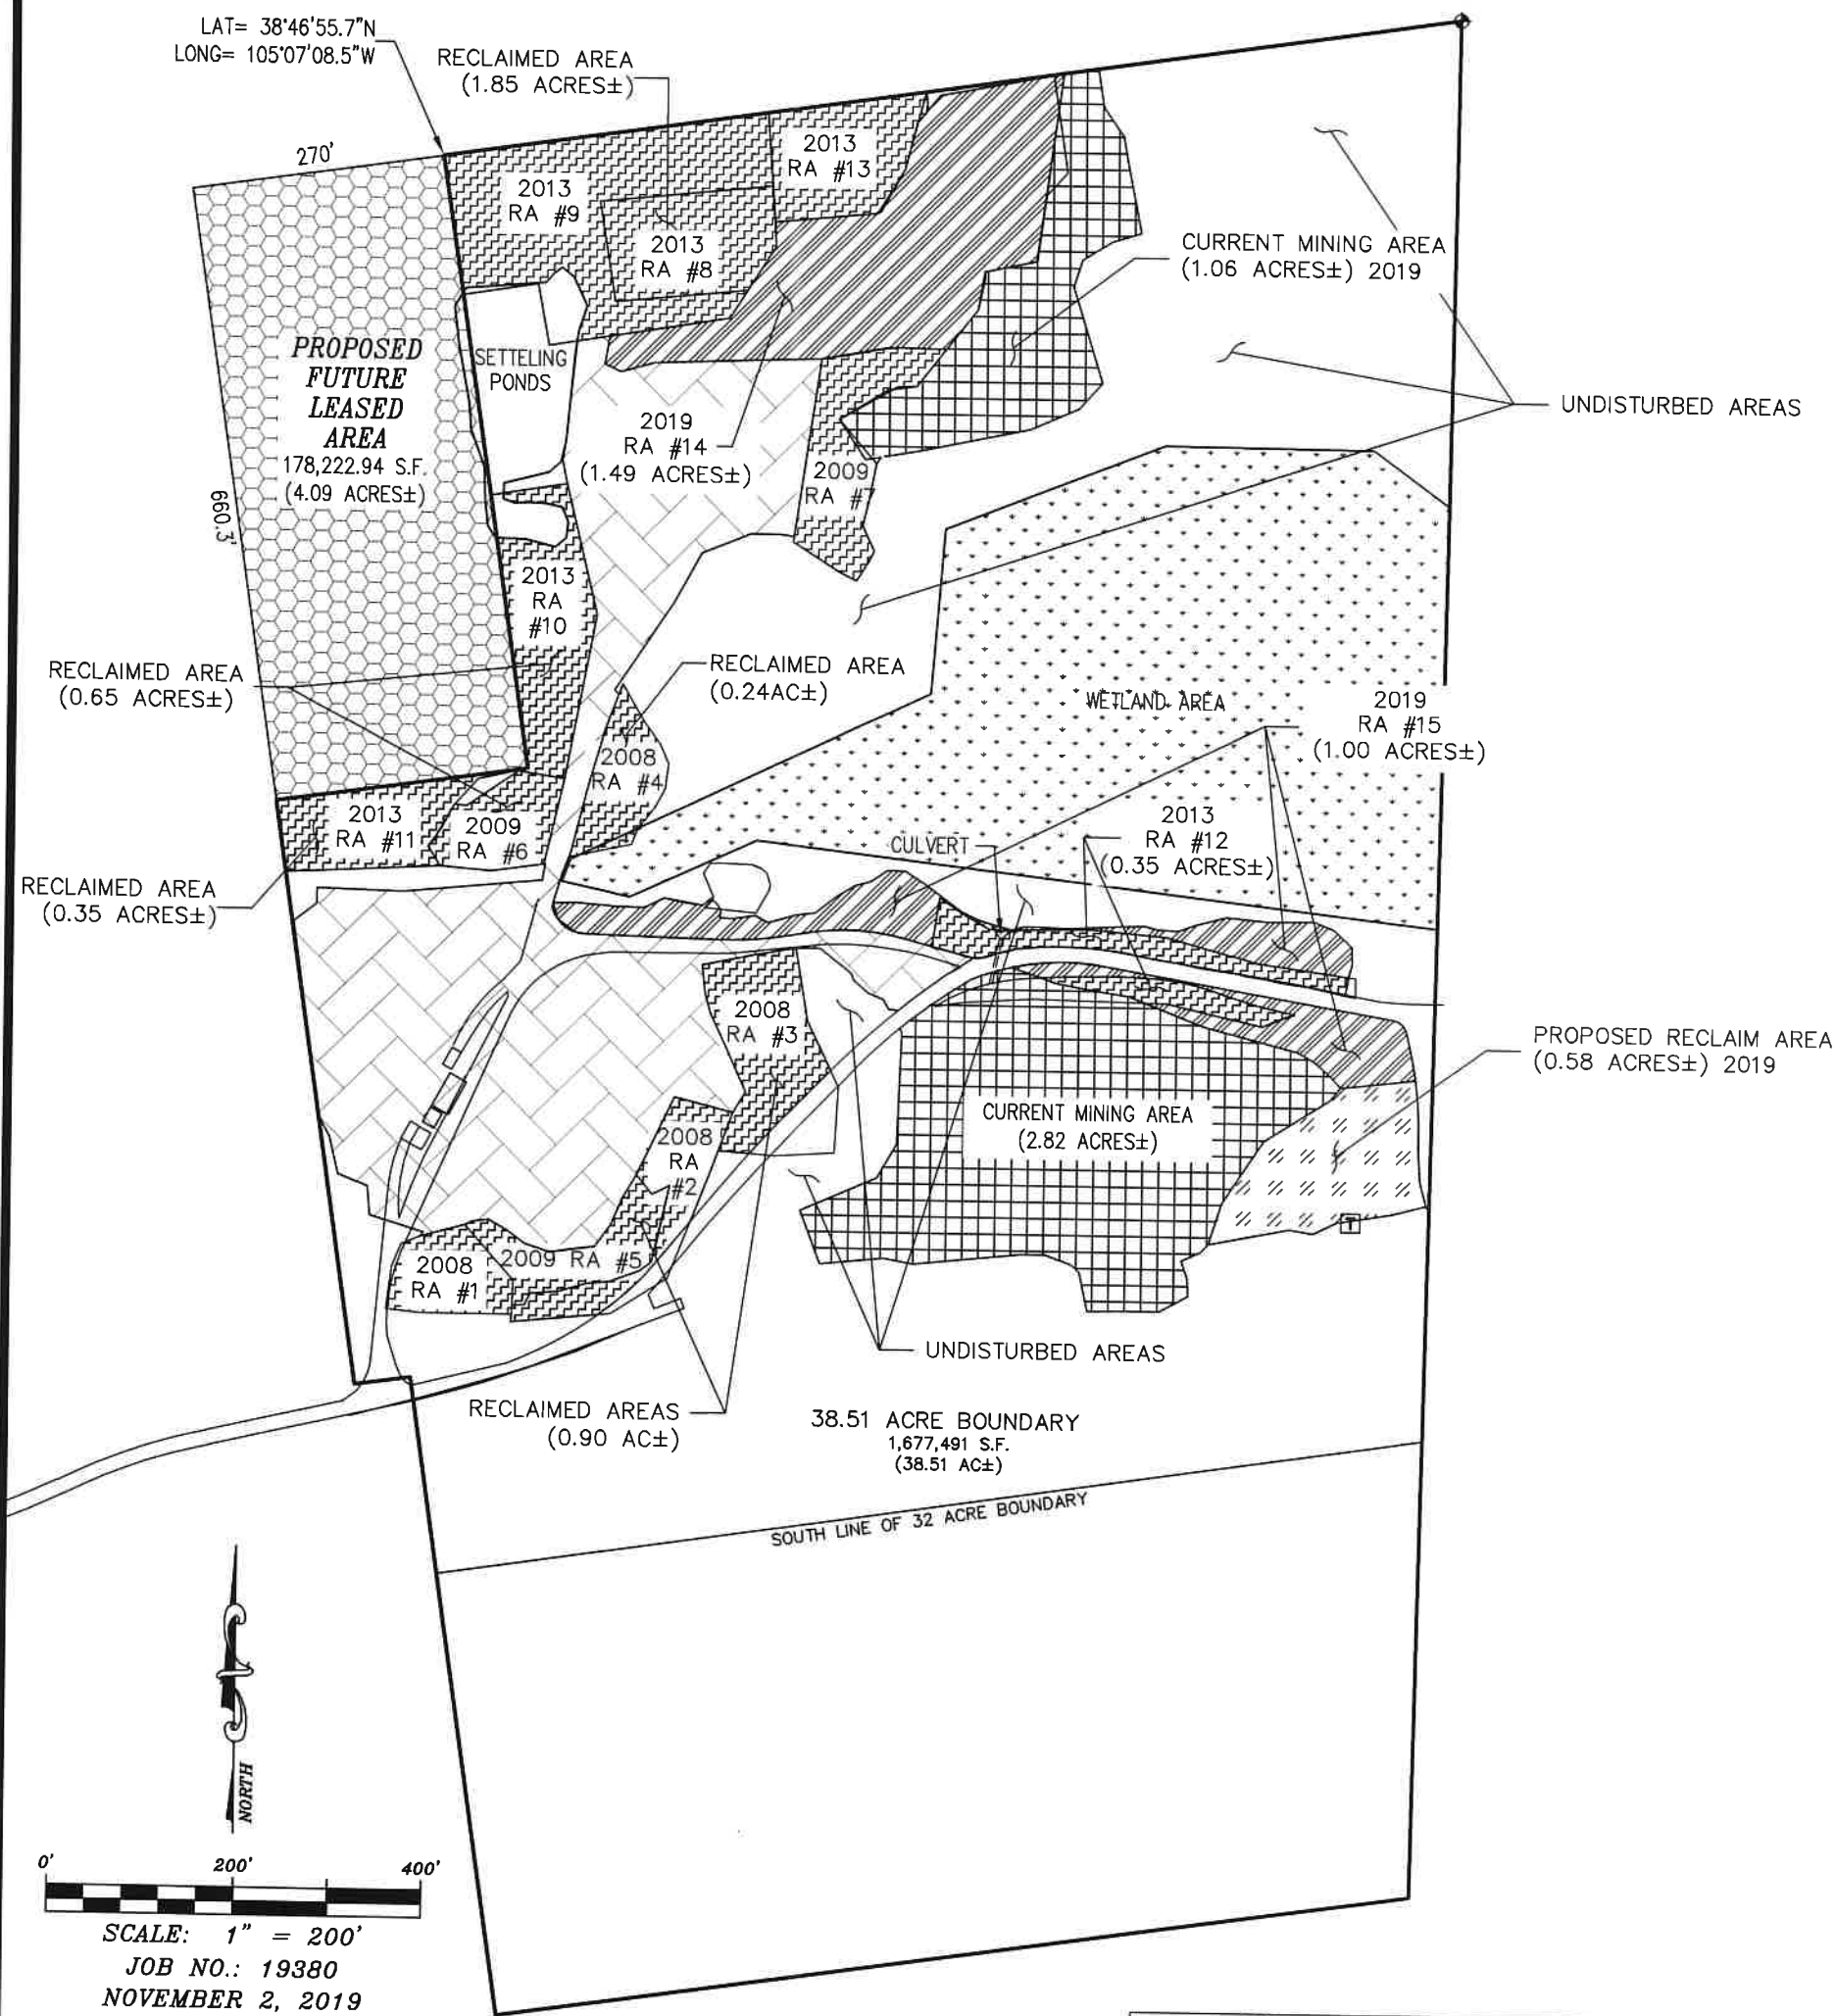 LAT= 38°46'55.7"N
LONG= 105°07'08.5"W
RECLAIMED AREA
(1.85 ACRES±)
270'
2013
RA #13
2013
RA #9
2013
RA #8
CURRENT MINING AREA
(1.06 ACRES±) 2019
PROPOSED
FUTURE
LEASED
AREA
178,222.94 S.F.
(4.09 ACRES±)
660.3'
SETTELING
PONDS
2019
RA #14
(1.49 ACRES±)
2009
RA #7
UNDISTURBED AREAS
2013
RA
#10
RECLAIMED AREA
(0.65 ACRES±)
RECLAIMED AREA
(0.24AC±)
2008
RA #4
WETLAND AREA
2019
RA #15
(1.00 ACRES±)
2013
RA #11
2009
RA #6
CULVERT
2013
RA #12
(0.35 ACRES±)
RECLAIMED AREA
(0.35 ACRES±)
2008
RA #3
PROPOSED RECLAIM AREA
(0.58 ACRES±) 2019
CURRENT MINING AREA
(2.82 ACRES±)
2008
RA
#2
T
2008
RA #1
2009 RA #5
UNDISTURBED AREAS
RECLAIMED AREAS
(0.90 AC±)
38.51 ACRE BOUNDARY
1,677,491 S.F.
(38.51 AC±)
SOUTH LINE OF 32 ACRE BOUNDARY
NORTH
0' 200' 400'
SCALE: 1" = 200'
JOB NO.: 19380
NOVEMBER 2, 2019